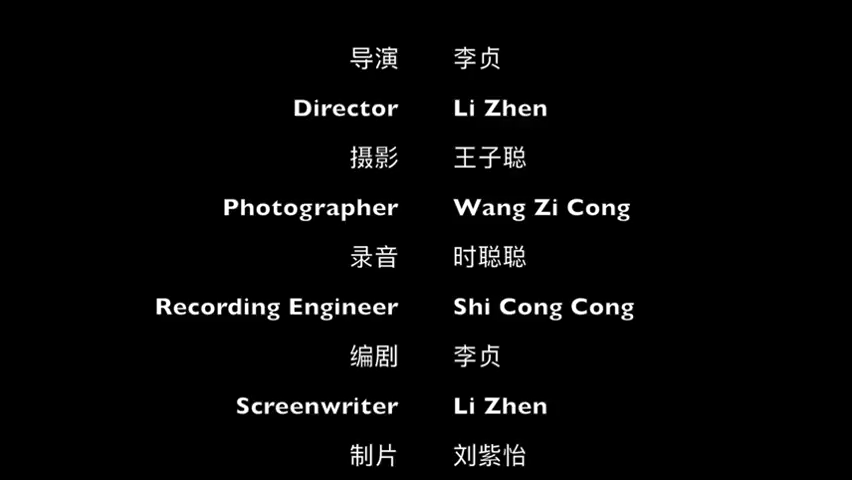 导演 李贞
Director Li Zhen
摄影 王子聪
Photographer Wang Zi Cong
录音 时聪聪
Recording Engineer Shi Cong Cong
编剧 李贞
Screenwriter Li Zhen
制片 刘紫怡